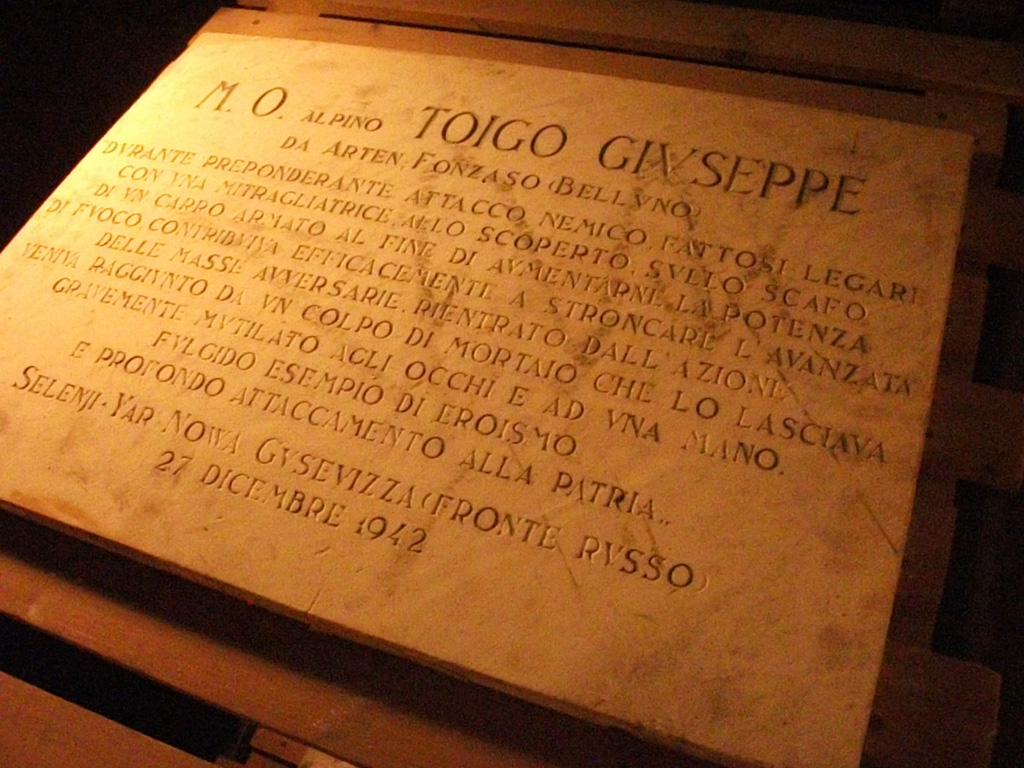 M. O. ALPINO TOIGO GIVSEPPE
DA ARTEN, FONZASO (BELLVNO)
"DVRANTE PREPONDERANTE ATTACCO NEMICO, FATTOSI LEGARE
CON VNA MITRAGLIATRICE ALLO SCOPERTO, SVLLO SCAFO
DI VN CARRO ARMATO AL FINE DI AVMENTARNE LA POTENZA
DI FVOCO, CONTRIBVIVA EFFICACEMENTE A STRONCARE L'AVANZATA
DELLE MASSE AVVERSARIE. RIENTRATO DALL'AZIONE
VENIVA RAGGIVNTO DA VN COLPO DI MORTAIO CHE LO LASCIAVA
GRAVEMENTE MVTILATO AGLI OCCHI E AD VNA MANO.
FVLGIDO ESEMPIO DI EROISMO
E PROFONDO ATTACCAMENTO ALLA PATRIA„
SELENJI-YAR NOWA GVSEVIZZA (FRONTE RVSSO)
27 DICEMBRE 1942